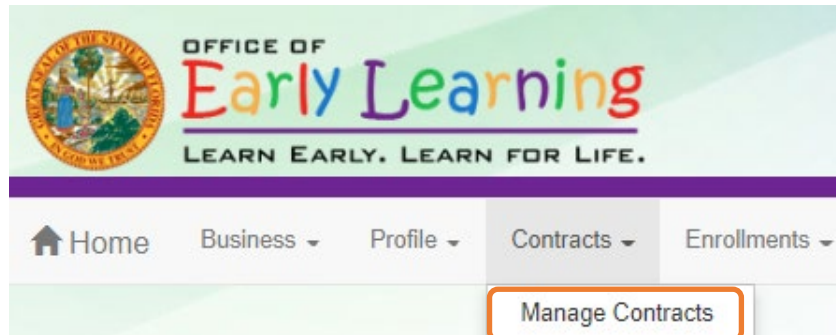 OFFICE OF
Early Learning
LEARN EARLY. LEARN FOR LIFE.
Home Business Profile Contracts Enrollments
Manage Contracts